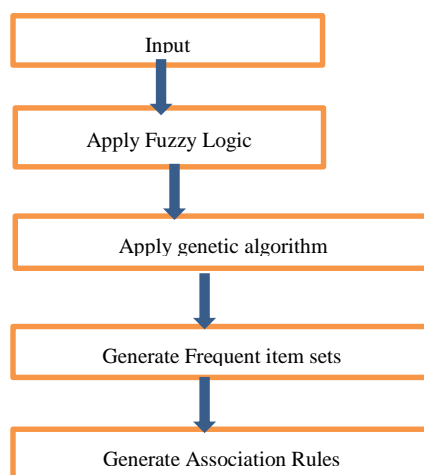 Input
Apply Fuzzy Logic
Apply genetic algorithm
Generate Frequent item sets
Generate Association Rules